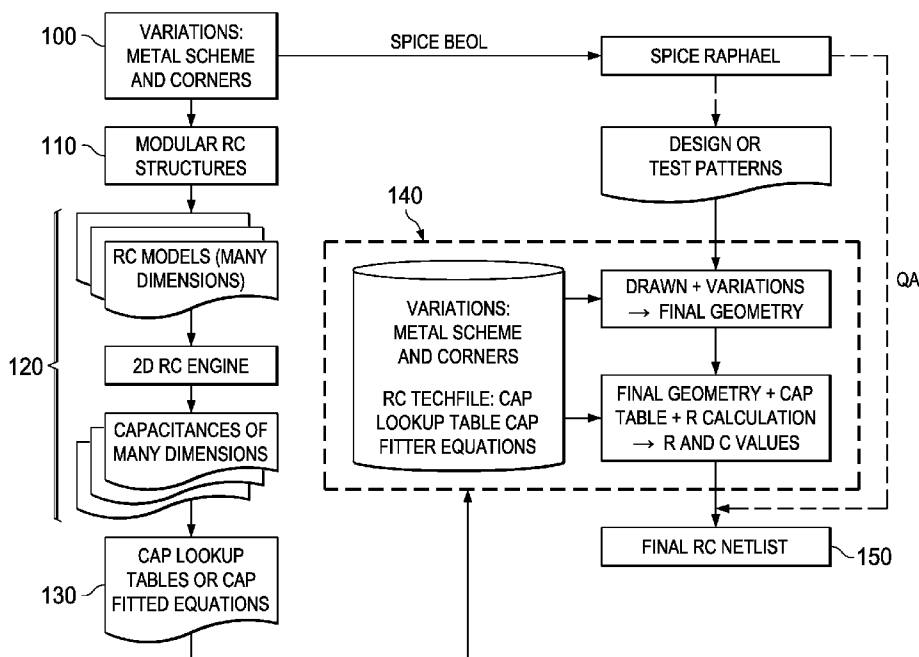 100
VARIATIONS:
METAL SCHEME
AND CORNERS
SPICE BEOL
SPICE RAPHAEL
110
MODULAR RC
STRUCTURES
DESIGN OR
TEST PATTERNS
120
RC MODELS (MANY
DIMENSIONS)
2D RC ENGINE
CAPACITANCES OF
MANY DIMENSIONS
130
CAP LOOKUP
TABLES OR CAP
FITTED EQUATIONS
140
VARIATIONS:
METAL SCHEME
AND CORNERS
RC TECHFILE: CAP
LOOKUP TABLE CAP
FITTER EQUATIONS
DRAWN + VARIATIONS
→ FINAL GEOMETRY
FINAL GEOMETRY + CAP
TABLE + R CALCULATION
→ R AND C VALUES
QA
FINAL RC NETLIST
150